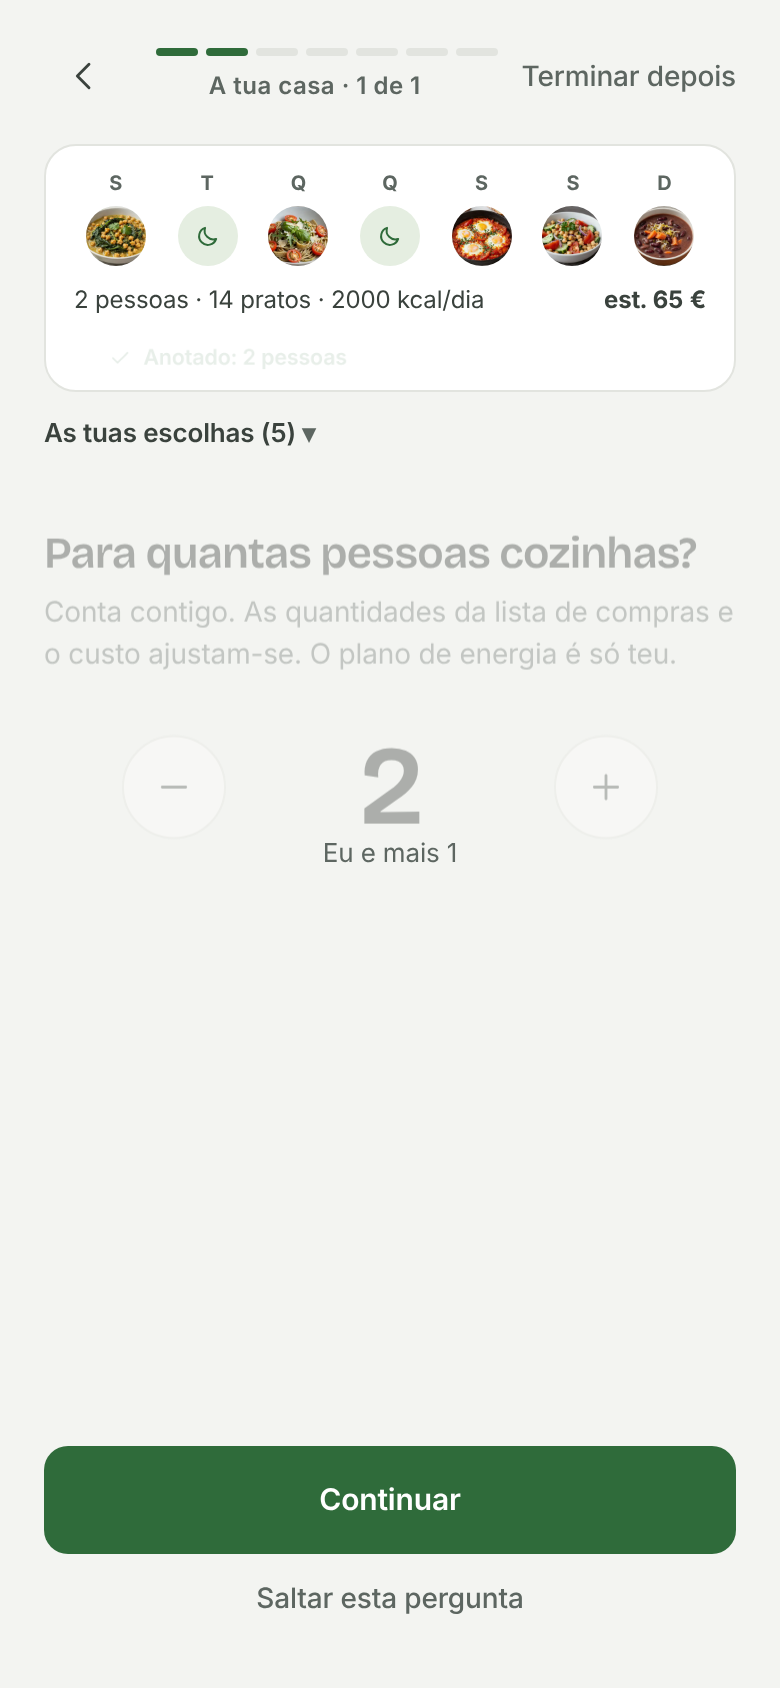 A tua casa · 1 de 1
Terminar depois
S T Q Q S S D
2 pessoas · 14 pratos · 2000 kcal/dia
est. 65 €
Anotado: 2 pessoas
As tuas escolhas (5) ▾
Para quantas pessoas cozinhas?
Conta contigo. As quantidades da lista de compras e
o custo ajustam-se. O plano de energia é só teu.
− 2 +
Eu e mais 1
Continuar
Saltar esta pergunta